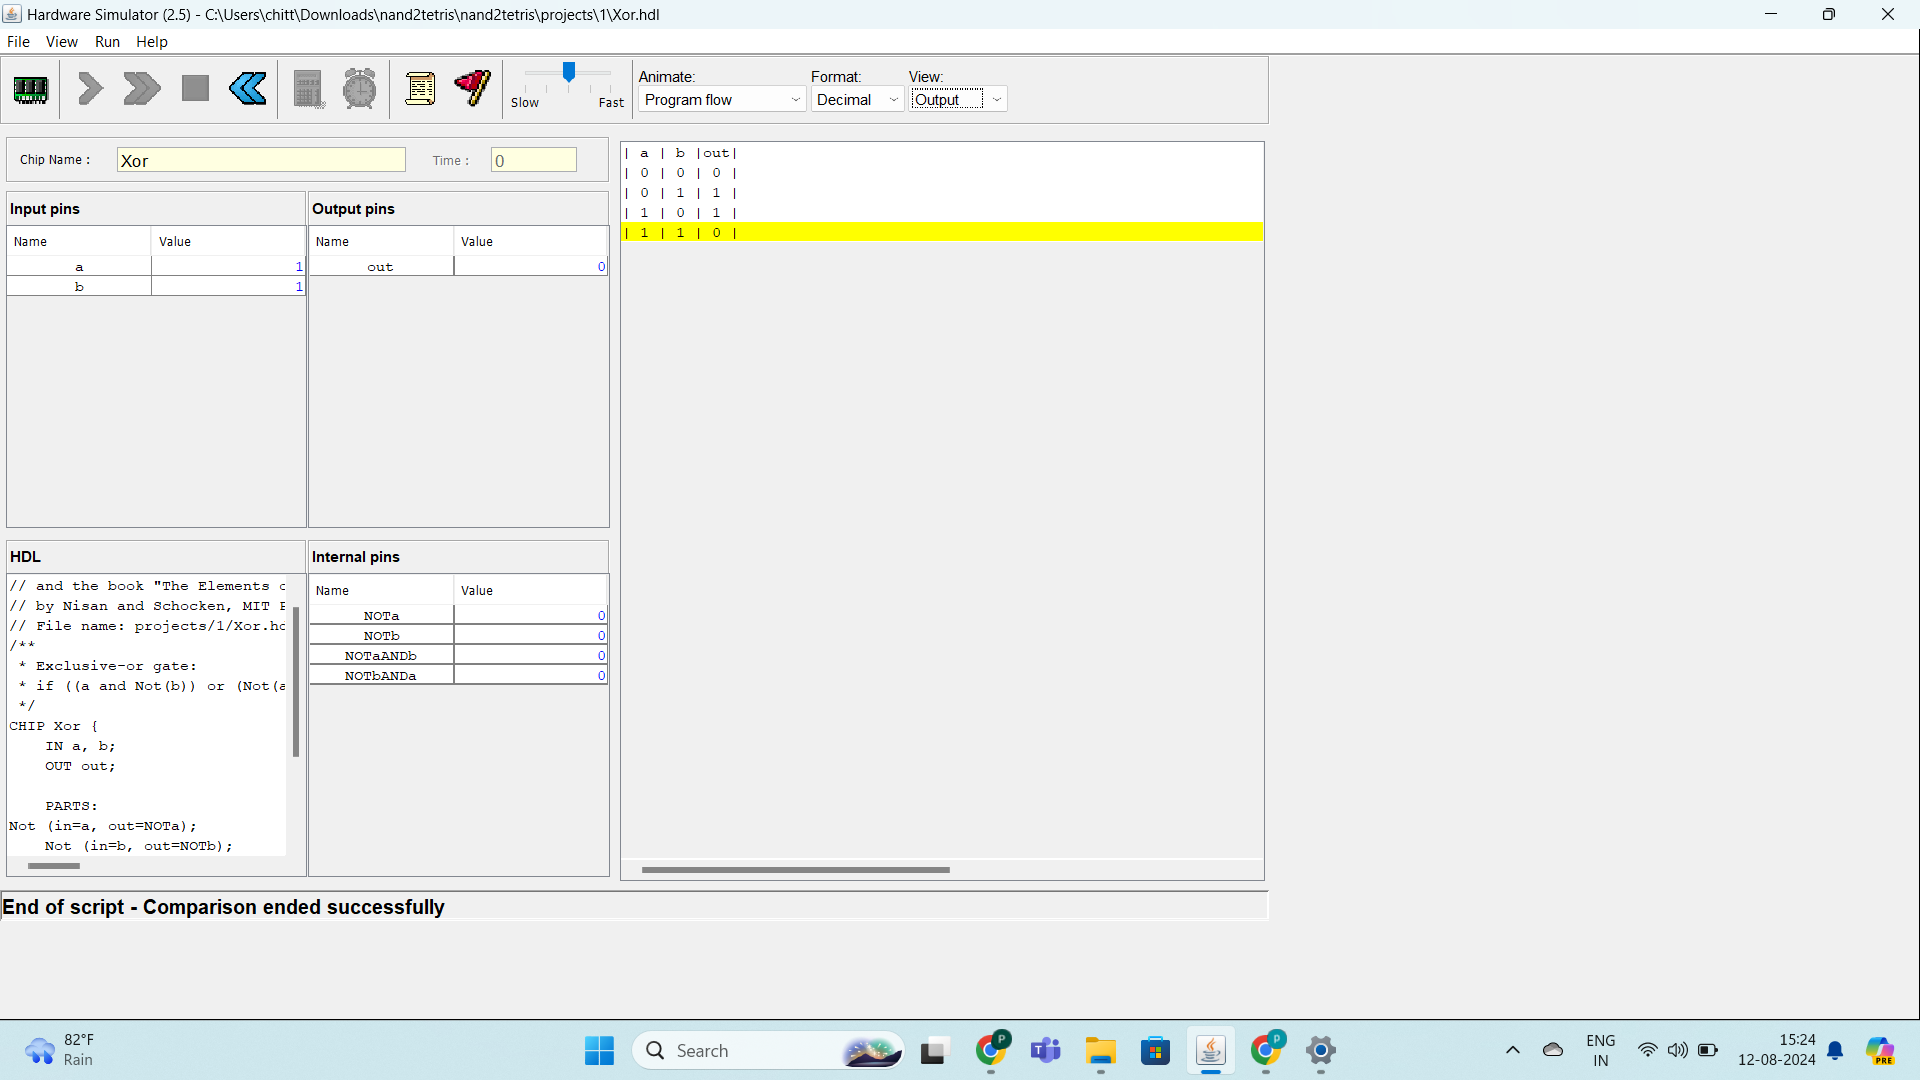 Hardware Simulator (2.5) - C:\Users\chitt\Downloads\nand2tetris\nand2tetris\projects\1\Xor.hdl
File View Run Help
Slow Fast
Animate: Format: View:
Program flow Decimal Output
Chip Name : Xor Time : 0
Input pins
Name Value
a 1
b 1
Output pins
Name Value
out 0
| a | b |out|
| 0 | 0 | 0 |
| 0 | 1 | 1 |
| 1 | 0 | 1 |
| 1 | 1 | 0 |
HDL
// and the book "The Elements
// by Nisan and Schocken, MIT
// File name: projects/1/Xor.
/**
* Exclusive-or gate:
* if ((a and Not(b)) or (Not(a
*/
CHIP Xor {
IN a, b;
OUT out;
PARTS:
Not (in=a, out=NOTa);
Not (in=b, out=NOTb);
Internal pins
Name Value
NOTa 0
NOTb 0
NOTaANDb 0
NOTbANDa 0
End of script - Comparison ended successfully
82°F
Rain
Search
P
P
ENG
IN
15:24
12-08-2024
PRE